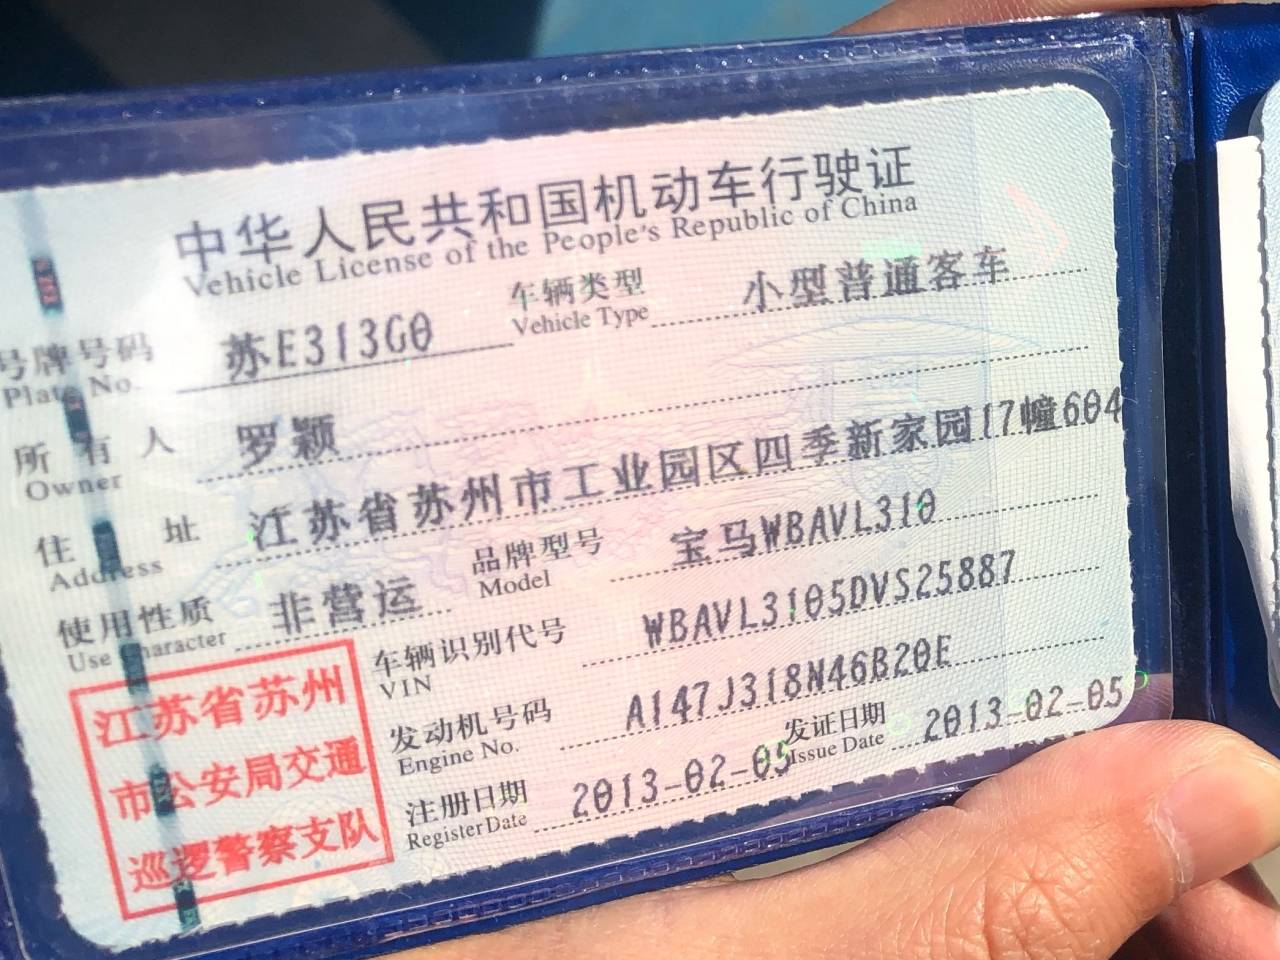 中华人民共和国机动车行驶证
Vehicle License of the People's Republic of China
号牌号码 苏E313G0 车辆类型 小型普通客车
Plate No. Vehicle Type
所有人 罗颖
Owner
住址 江苏省苏州市工业园区四季新家园17幢604
Address
使用性质 非营运 品牌型号 宝马WBAVL310
Use Character Model
车辆识别代号 WBAVL3105DVS25887
VIN
发动机号码 A147J318N46B20E
Engine No.
注册日期 2013-02-05 发证日期 2013-02-05
Register Date Issue Date
江苏省苏州
市公安局交通
巡逻警察支队